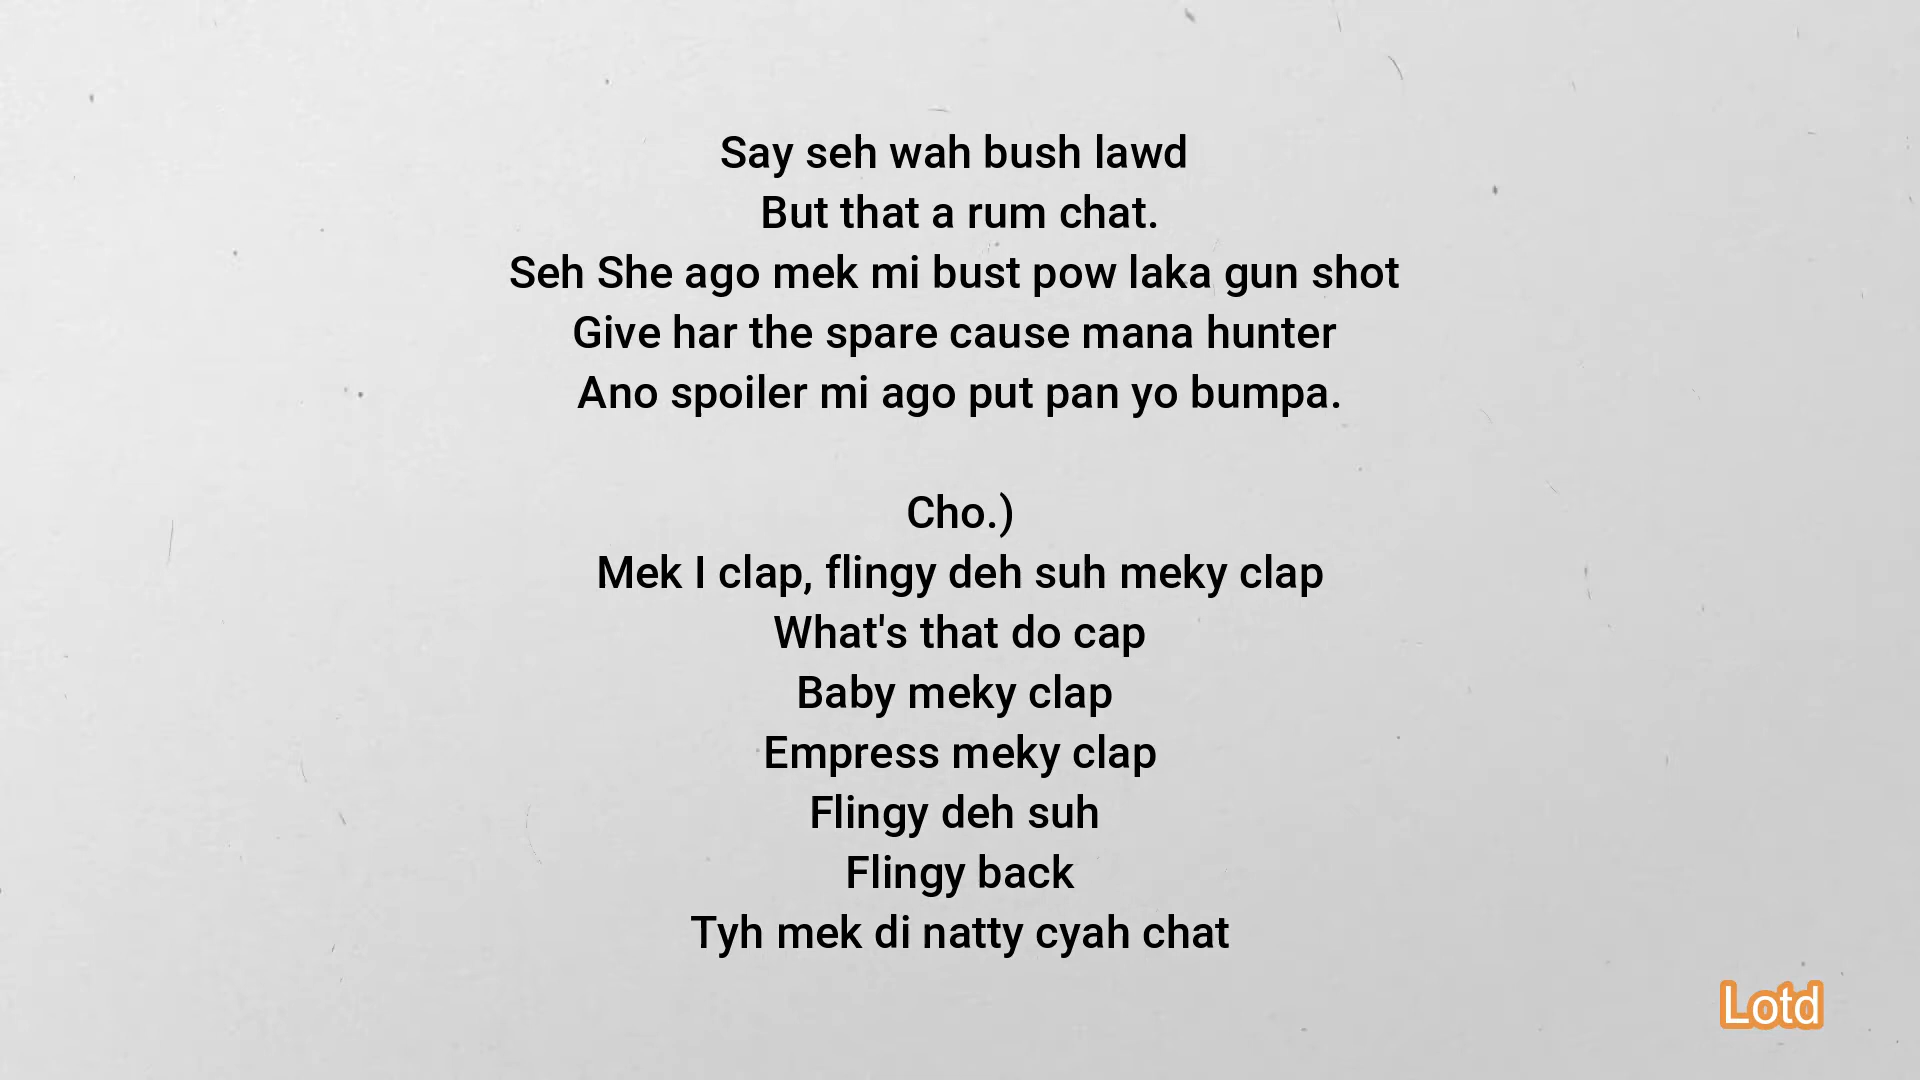 Say seh wah bush lawd
But that a rum chat.
Seh She ago mek mi bust pow laka gun shot
Give har the spare cause mana hunter
Ano spoiler mi ago put pan yo bumpa.
Cho.)
Mek I clap, flingy deh suh meky clap
What's that do cap
Baby meky clap
Empress meky clap
Flingy deh suh
Flingy back
Tyh mek di natty cyah chat
Lotd